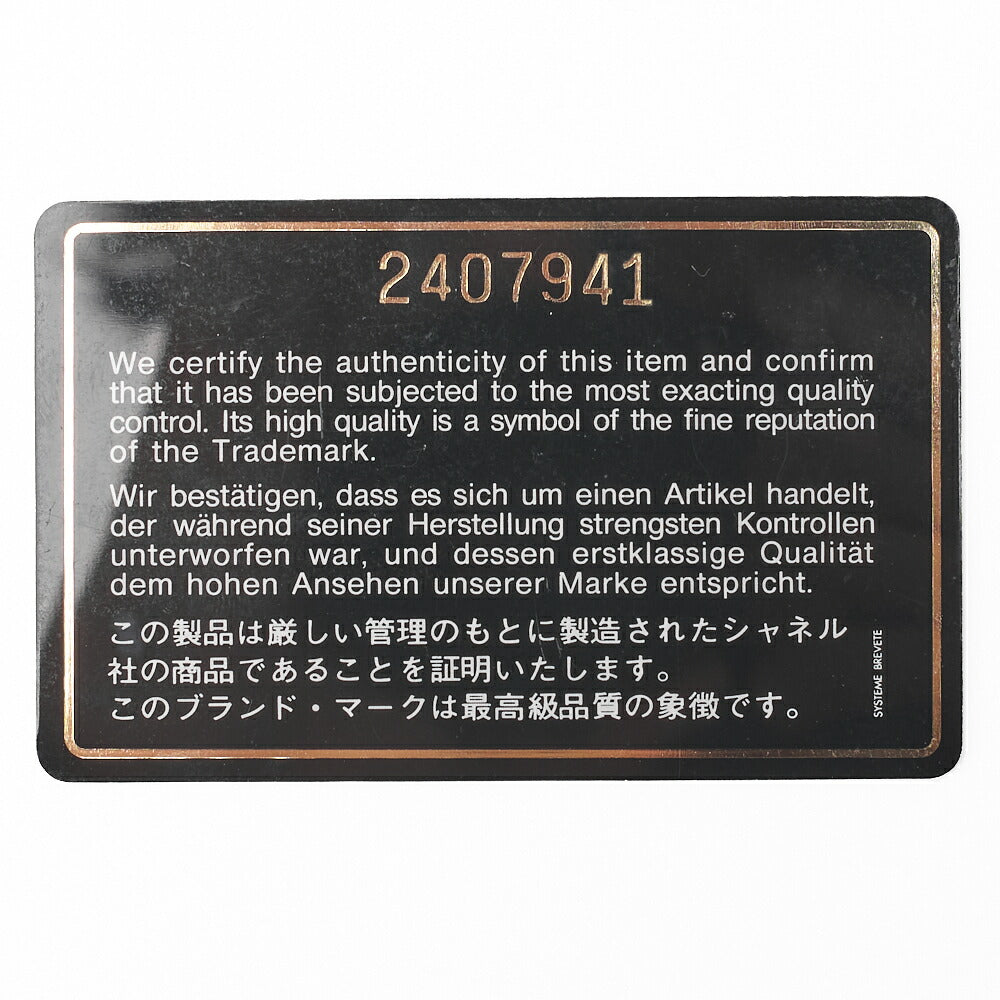 2407941
We certify the authenticity of this item and confirm
that it has been subjected to the most exacting quality
control. Its high quality is a symbol of the fine reputation
of the Trademark.
Wir bestätigen, dass es sich um einen Artikel handelt,
der während seiner Herstellung strengsten Kontrollen
unterworfen war, und dessen erstklassige Qualität
dem hohen Ansehen unserer Marke entspricht.
この製品は厳しい管理のもとに製造されたシャネル
社の商品であることを証明いたします。
このブランド・マークは最高級品質の象徴です。
SYSTEME BREVETE